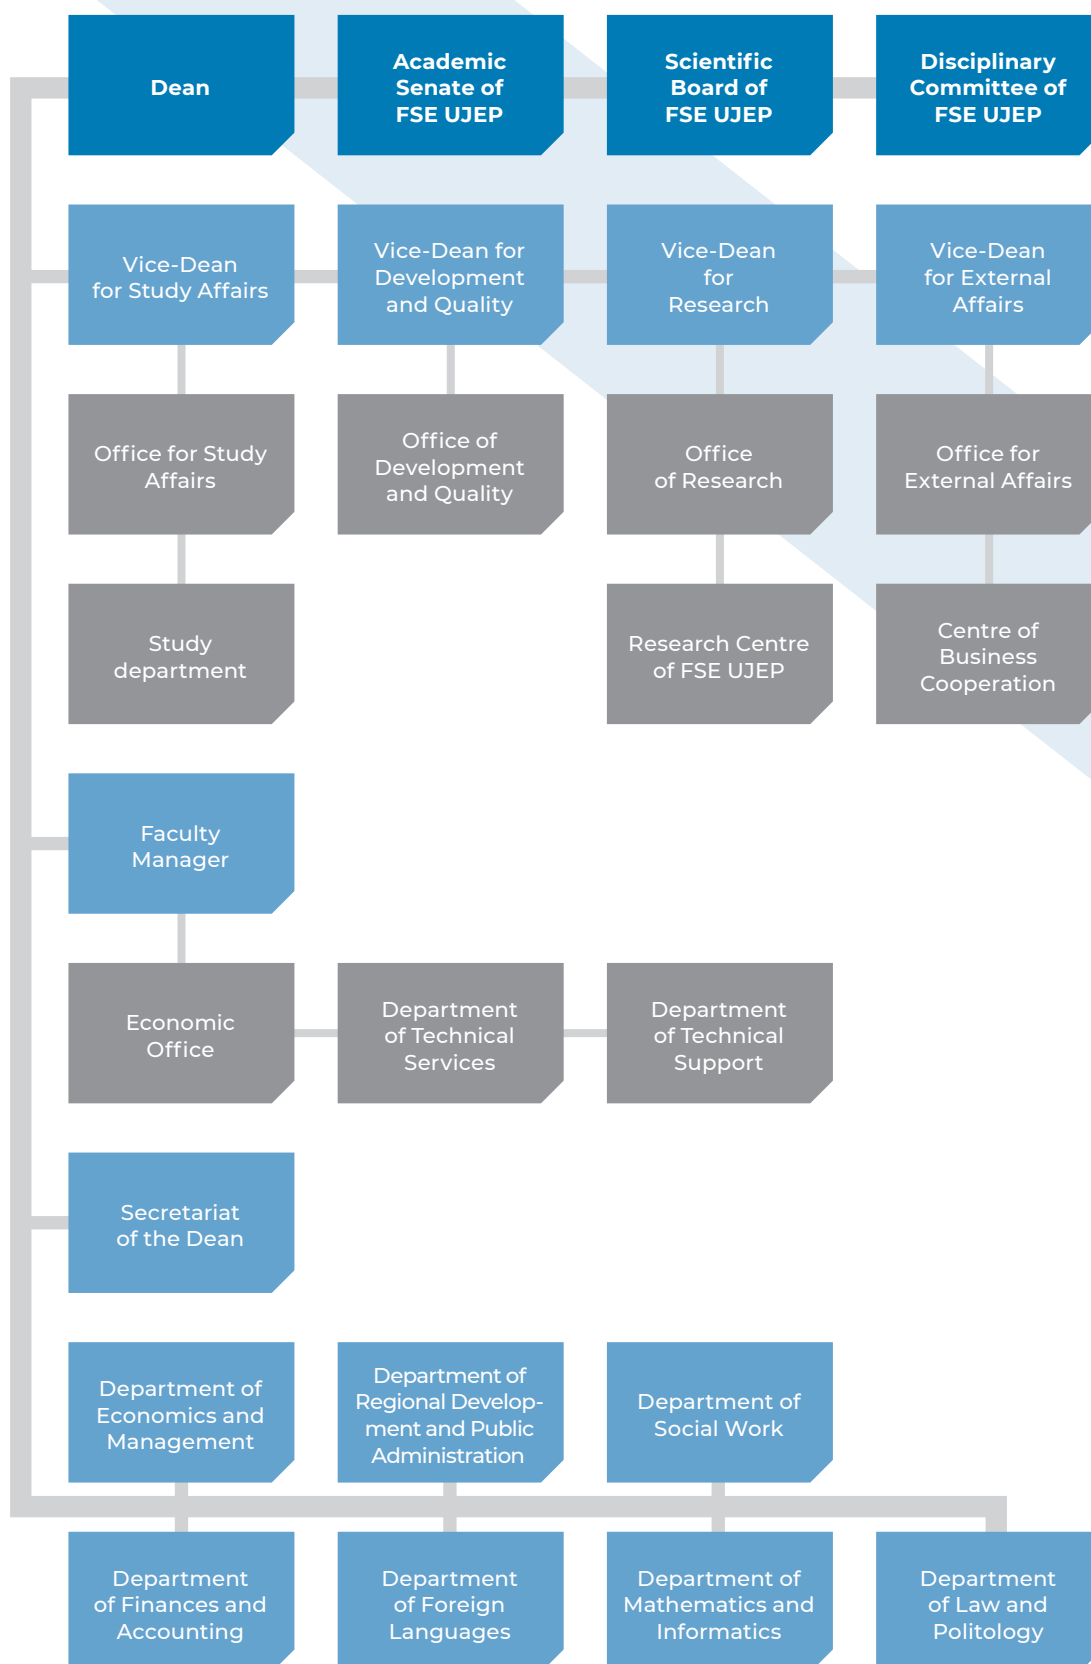 Dean
Academic
Senate of
FSE UJEP
Scientific
Board of
FSE UJEP
Disciplinary
Committee of
FSE UJEP
Vice-Dean
for Study Affairs
Vice-Dean for
Development
and Quality
Vice-Dean
for
Research
Vice-Dean
for External
Affairs
Office for Study
Affairs
Office of
Development
and Quality
Office
of Research
Office for
External Affairs
Study
department
Research Centre
of FSE UJEP
Centre of
Business
Cooperation
Faculty
Manager
Economic
Office
Department
of Technical
Services
Department
of Technical
Support
Secretariat
of the Dean
Department of
Economics and
Management
Department of
Regional Develop-
ment and Public
Administration
Department of
Social Work
Department
of Finances and
Accounting
Department
of Foreign
Languages
Department of
Mathematics and
Informatics
Department
of Law and
Politology